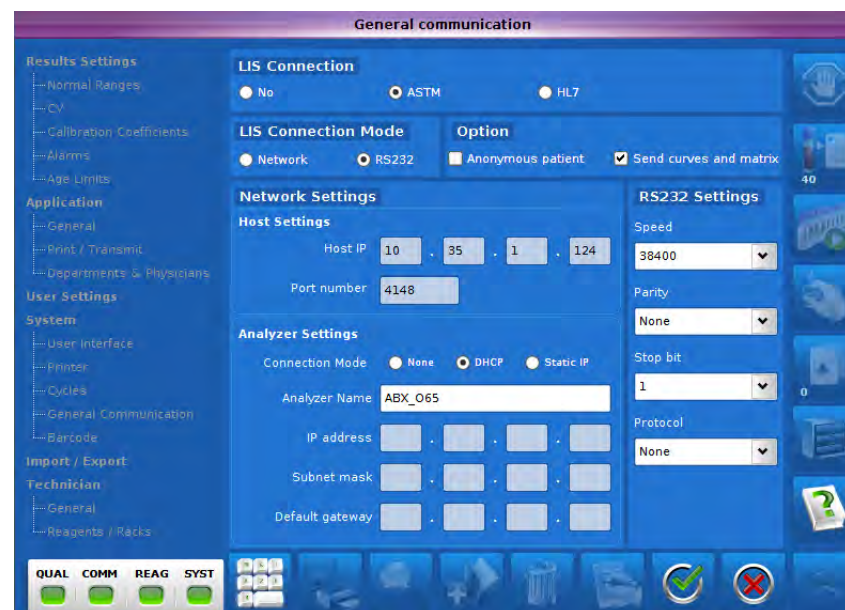 General communication
Results Settings
Normal Ranges
CV
Calibration Coefficients
Alarms
Age Limits
Application
General
Print / Transmit
Departments & Physicians
User Settings
System
User Interface
Printer
Cycles
General Communication
Barcode
Import / Export
Technician
General
Reagents / Racks
QUAL COMM REAG SYST
LIS Connection
No ASTM HL7
LIS Connection Mode
Network RS232
Option
Anonymous patient Send curves and matrix
Network Settings
Host Settings
Host IP 10 . 35 . 1 . 124
Port number 4148
Analyzer Settings
Connection Mode None DHCP Static IP
Analyzer Name ABX_O65
IP address . . .
Subnet mask . . .
Default gateway . . .
RS232 Settings
Speed
38400
Parity
None
Stop bit
1
Protocol
None
40
0
?